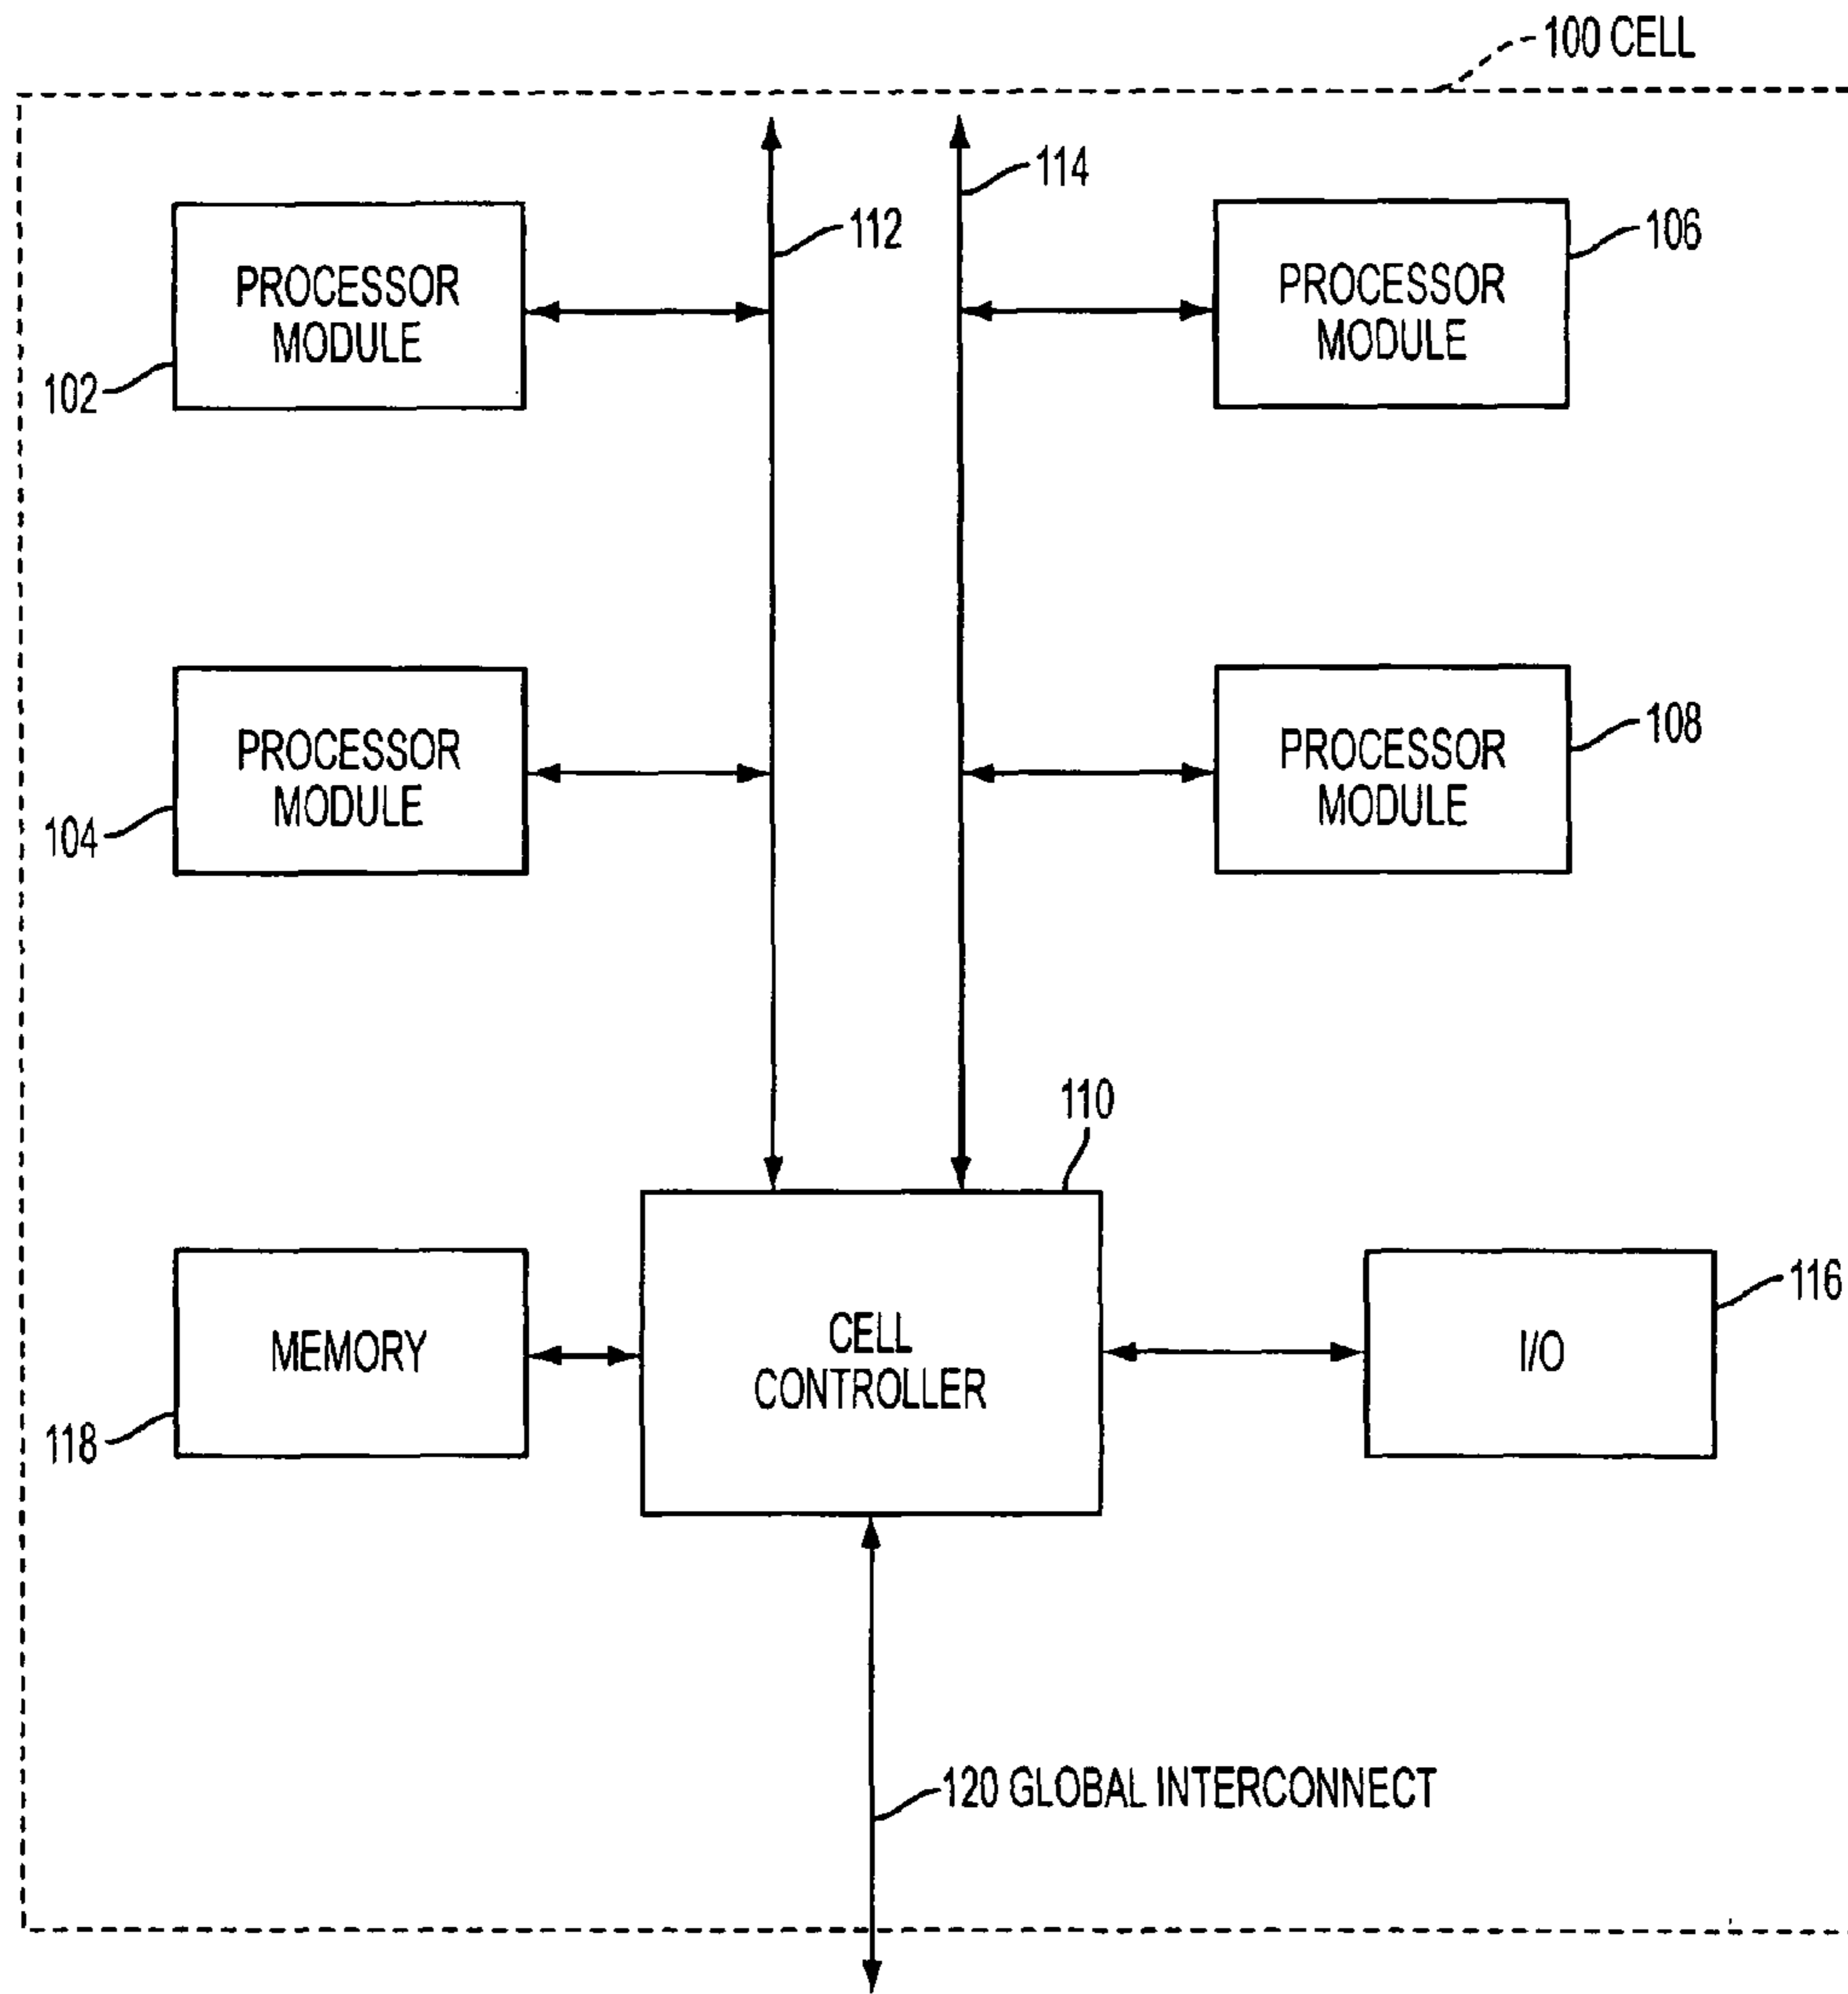 100 CELL
114
112
106
PROCESSOR
MODULE
PROCESSOR
MODULE
102
108
PROCESSOR
MODULE
PROCESSOR
MODULE
104
110
116
MEMORY
CELL
CONTROLLER
I/O
118
120 GLOBAL INTERCONNECT